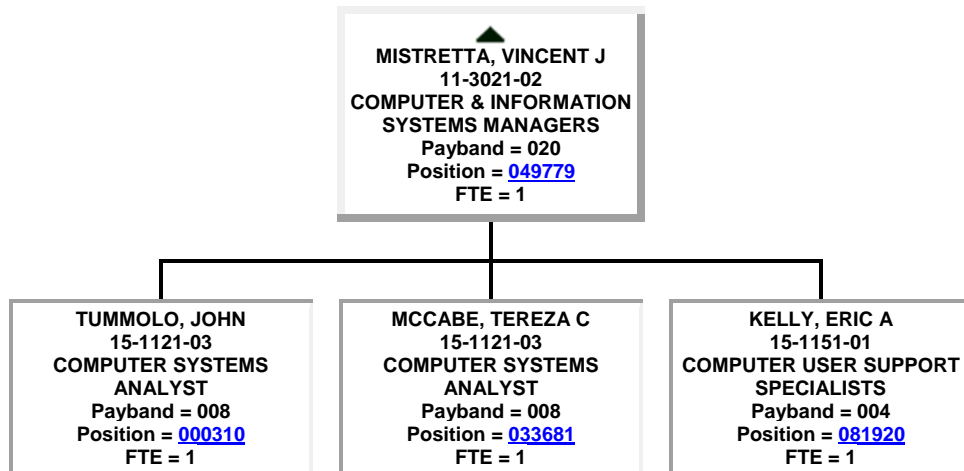 MISTRETTA, VINCENT J
11-3021-02
COMPUTER & INFORMATION
SYSTEMS MANAGERS
Payband = 020
Position = 049779
FTE = 1
TUMMOLO, JOHN
15-1121-03
COMPUTER SYSTEMS
ANALYST
Payband = 008
Position = 000310
FTE = 1
MCCABE, TEREZA C
15-1121-03
COMPUTER SYSTEMS
ANALYST
Payband = 008
Position = 033681
FTE = 1
KELLY, ERIC A
15-1151-01
COMPUTER USER SUPPORT
SPECIALISTS
Payband = 004
Position = 081920
FTE = 1